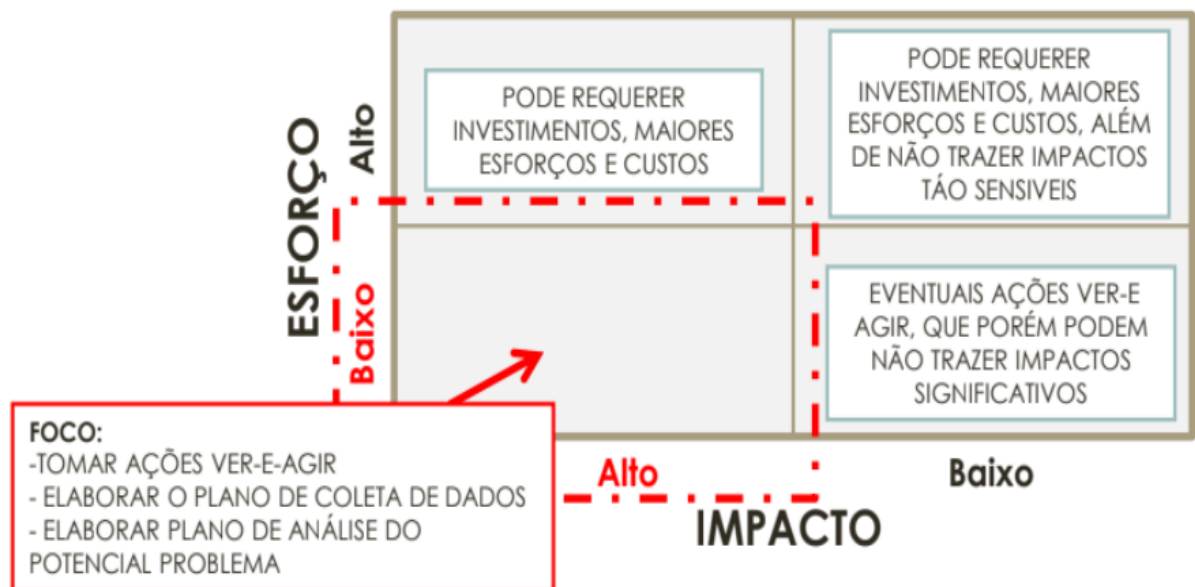 ESFORÇO
Alto
Baixo
PODE REQUERER
INVESTIMENTOS, MAIORES
ESFORÇOS E CUSTOS
PODE REQUERER
INVESTIMENTOS, MAIORES
ESFORÇOS E CUSTOS, ALÉM
DE NÃO TRAZER IMPACTOS
TÁO SENSIVEIS
EVENTUAIS AÇÕES VER-E
AGIR, QUE PORÉM PODEM
NÃO TRAZER IMPACTOS
SIGNIFICATIVOS
FOCO:
-TOMAR AÇÕES VER-E-AGIR
- ELABORAR O PLANO DE COLETA DE DADOS
- ELABORAR PLANO DE ANÁLISE DO
POTENCIAL PROBLEMA
Alto
Baixo
IMPACTO